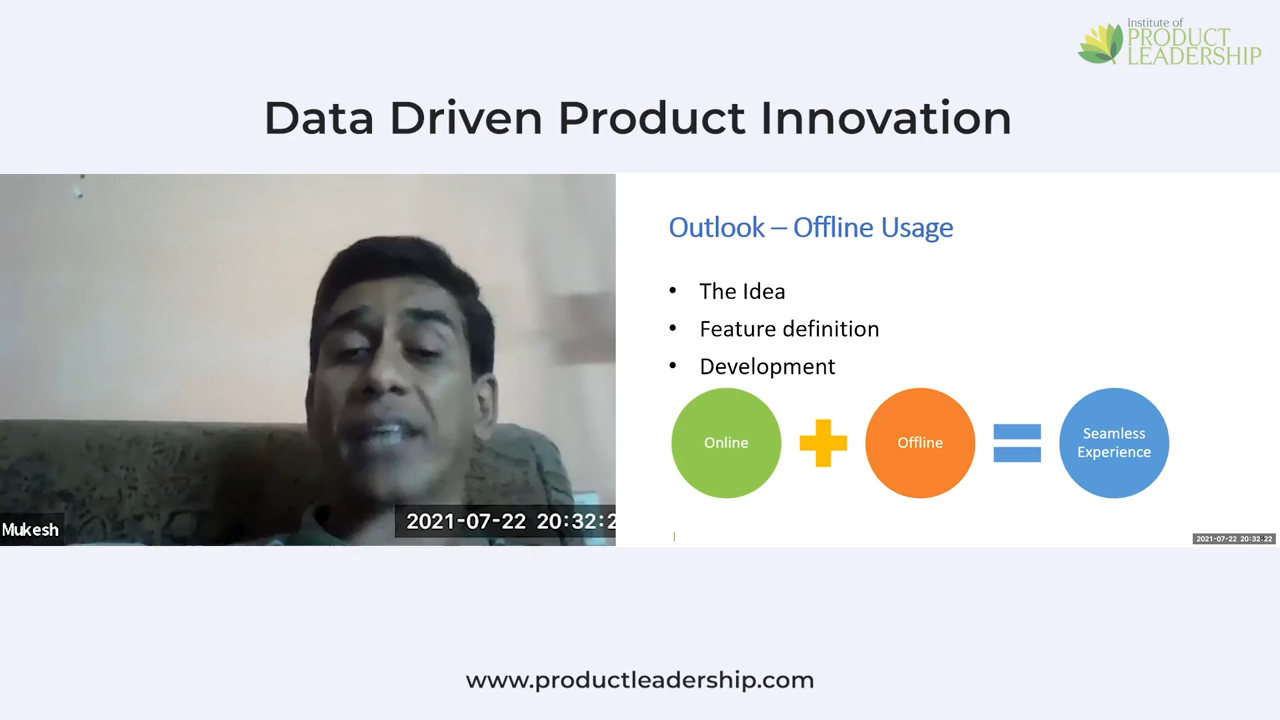 Institute of
PRODUCT
LEADERSHIP
Data Driven Product Innovation
Outlook – Offline Usage
• The Idea
• Feature definition
• Development
Online
Offline
Seamless
Experience
Mukesh
2021-07-22 20:32:2
2021-07-22 20:32:22
www.productleadership.com